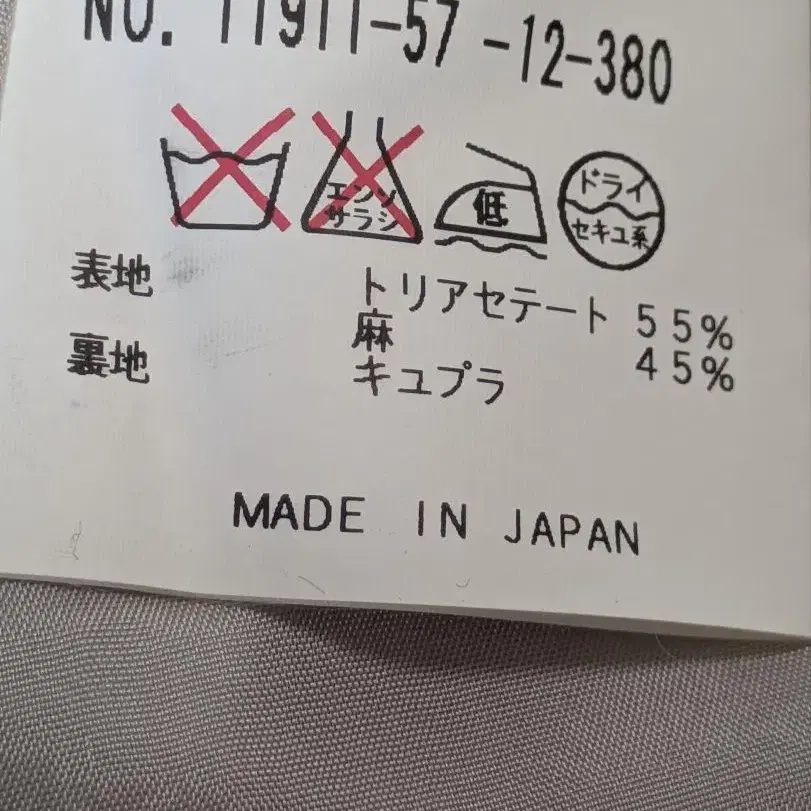 NO. 11911-57 -12-380
エンソ
サラシ
低
ドライ
セキユ系
表地 トリアセテート 55%
麻 45%
裏地 キュプラ
MADE IN JAPAN